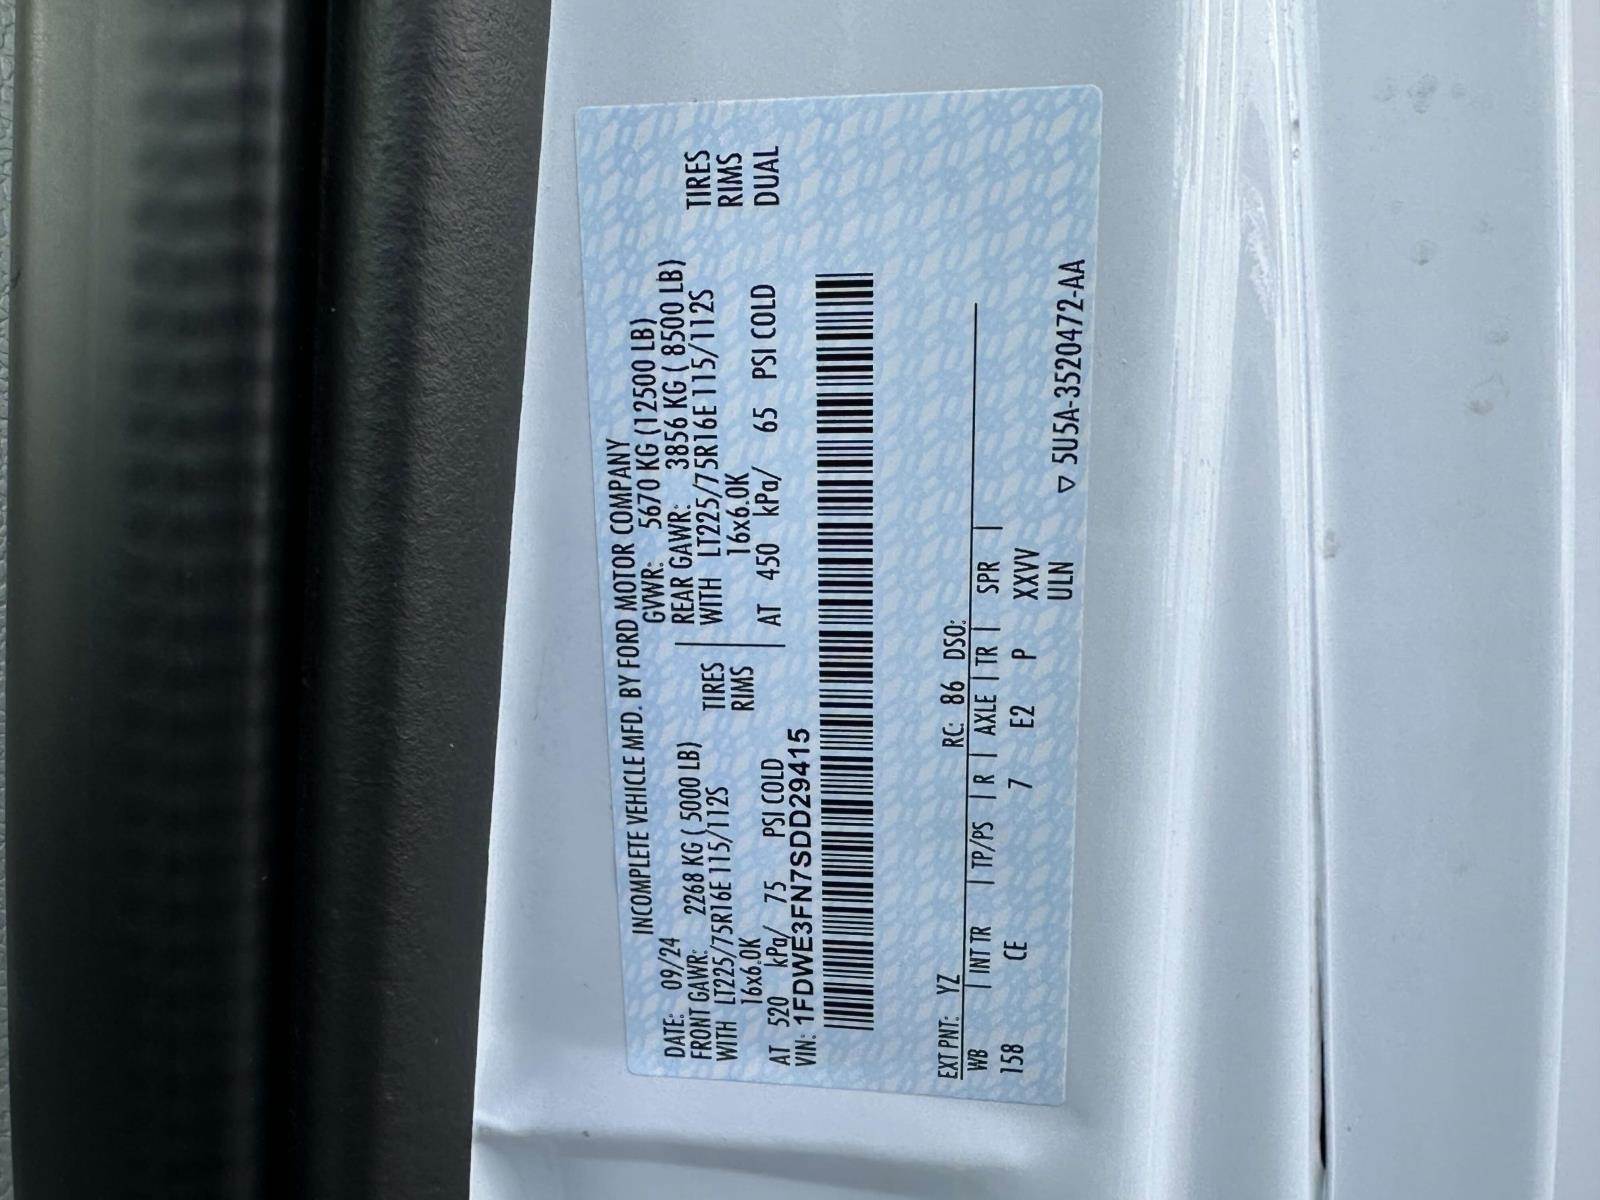 INCOMPLETE VEHICLE MFD. BY FORD MOTOR COMPANY
DATE: 09/24 GVWR: 5670 KG (12500 LB)
FRONT GAWR: 2268 KG ( 5000 LB) REAR GAWR: 3856 KG ( 8500 LB)
WITH LT225/75R16E 115/112S TIRES WITH LT225/75R16E 115/112S TIRES
16x6.0K RIMS 16x6.0K RIMS
AT 520 kPa/ 75 PSI COLD AT 450 kPa/ 65 PSI COLD DUAL
VIN: 1FDWE3FN7SDD29415
EXT PNT: YZ RC: 86 DSO:
WB | INT TR | TP/PS | R | AXLE | TR | SPR |
158 CE 7 E2 P XXVV
ULN ▽ 5U5A-3520472-AA